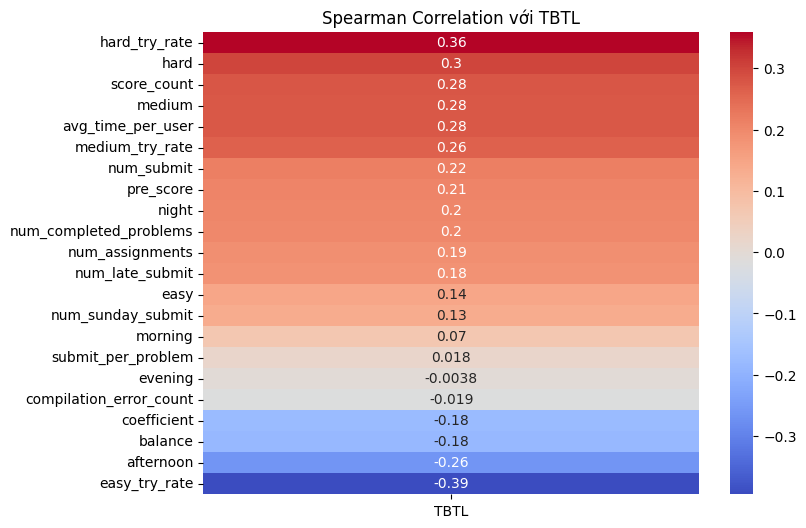 Spearman Correlation với TBTL
hard_try_rate 0.36
hard 0.3
score_count 0.28
medium 0.28
avg_time_per_user 0.28
medium_try_rate 0.26
num_submit 0.22
pre_score 0.21
night 0.2
num_completed_problems 0.2
num_assignments 0.19
num_late_submit 0.18
easy 0.14
num_sunday_submit 0.13
morning 0.07
submit_per_problem 0.018
evening -0.0038
compilation_error_count -0.019
coefficient -0.18
balance -0.18
afternoon -0.26
easy_try_rate -0.39
TBTL
0.3
0.2
0.1
0.0
−0.1
−0.2
−0.3